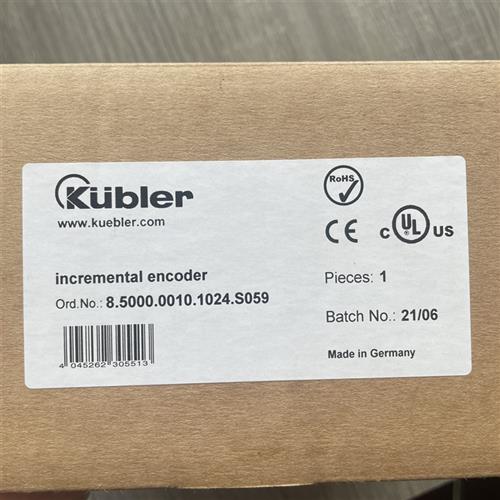 Kübler
www.kuebler.com
RoHS
CE
c UL US
incremental encoder
Pieces: 1
Ord.No.: 8.5000.0010.1024.S059
Batch No.: 21/06
4 045262 305513
Made in Germany